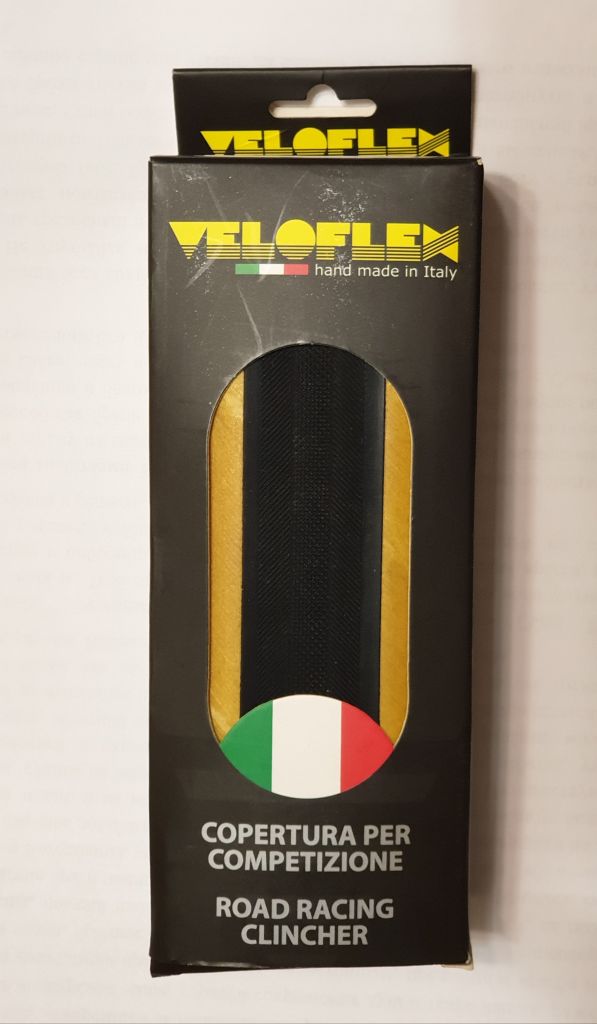 VELOFLEX
VELOFLEX
hand made in Italy
COPERTURA PER
COMPETIZIONE
ROAD RACING
CLINCHER